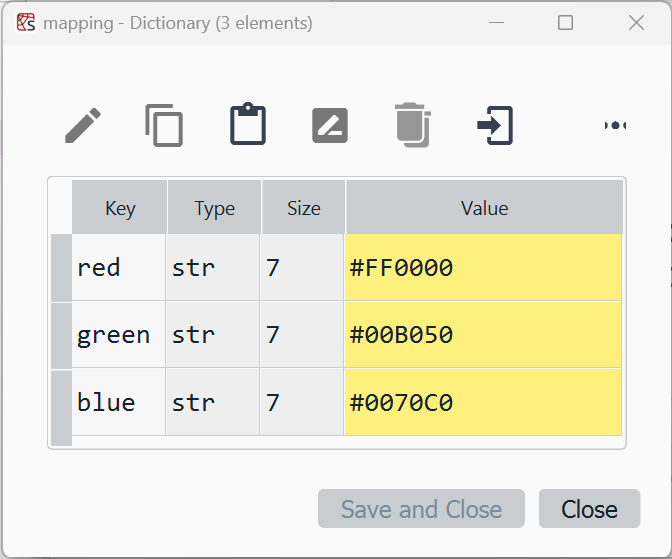 mapping - Dictionary (3 elements)
Key Type Size Value
red str 7 #FF0000
green str 7 #00B050
blue str 7 #0070C0
Save and Close Close